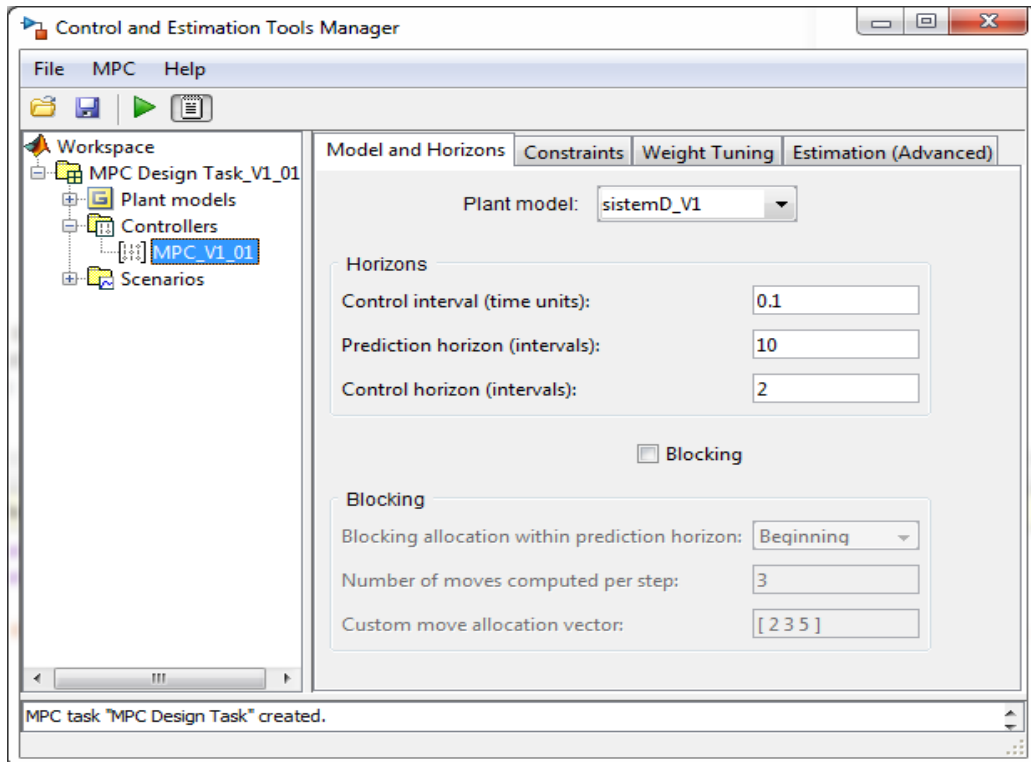 Control and Estimation Tools Manager
File MPC Help
Workspace
MPC Design Task_V1_01
Plant models
Controllers
MPC_V1_01
Scenarios
Model and Horizons Constraints Weight Tuning Estimation (Advanced)
Plant model: sistemD_V1
Horizons
Control interval (time units): 0.1
Prediction horizon (intervals): 10
Control horizon (intervals): 2
Blocking
Blocking
Blocking allocation within prediction horizon: Beginning
Number of moves computed per step: 3
Custom move allocation vector: [ 2 3 5 ]
MPC task "MPC Design Task" created.